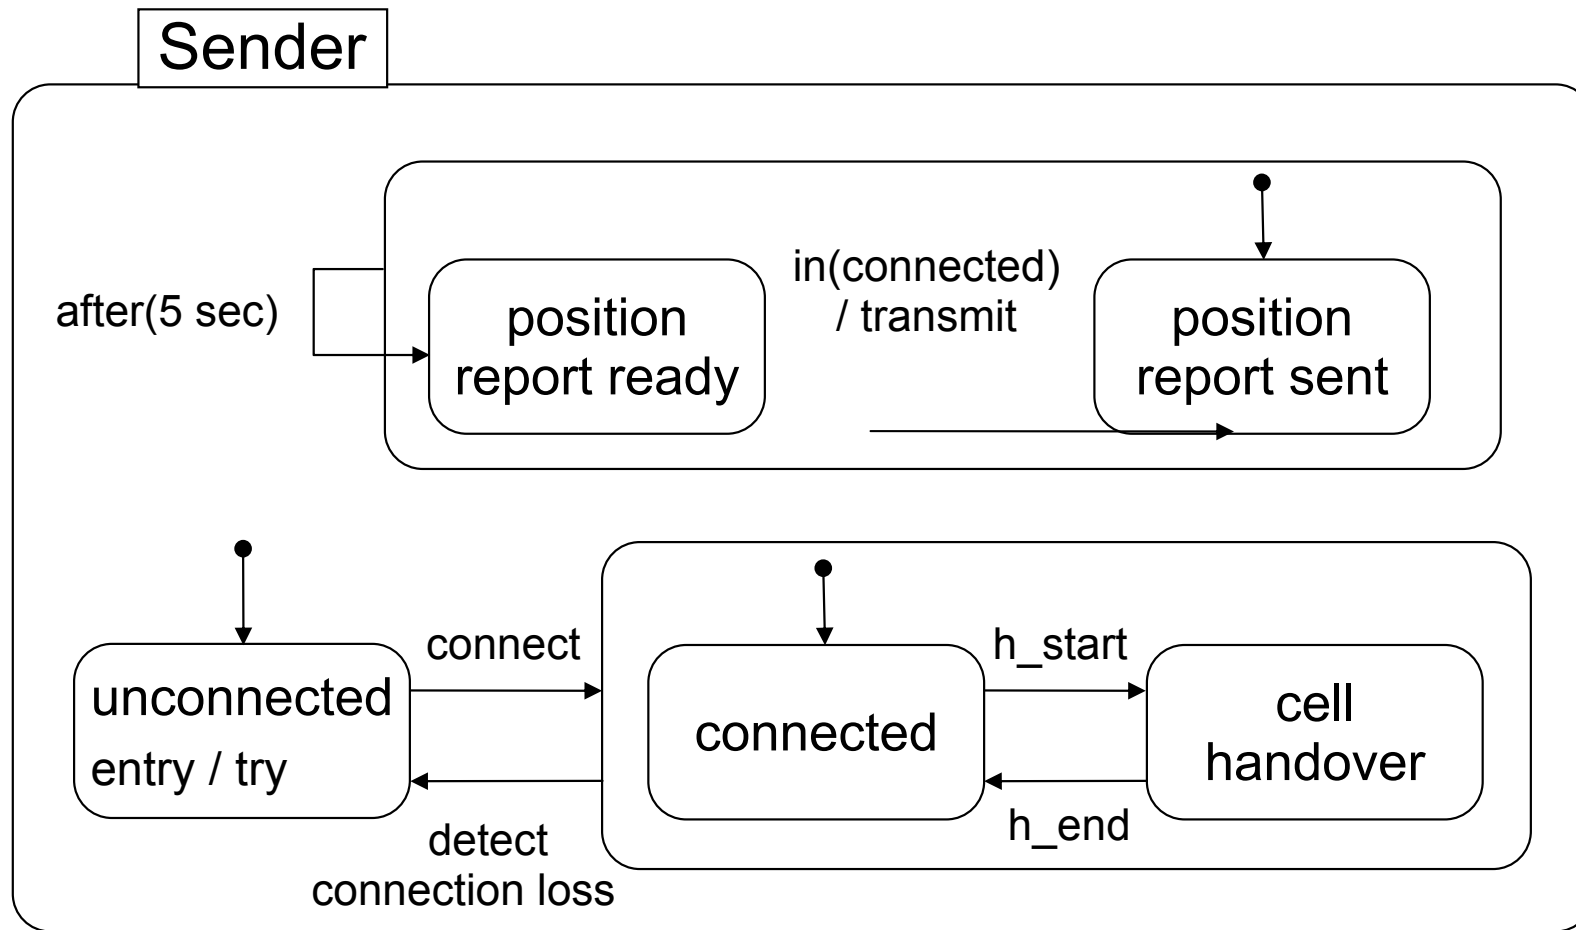 Sender
after(5 sec)
position
report ready
in(connected)
/ transmit
position
report sent
unconnected
entry / try
connect
detect
connection loss
connected
h_start
h_end
cell
handover